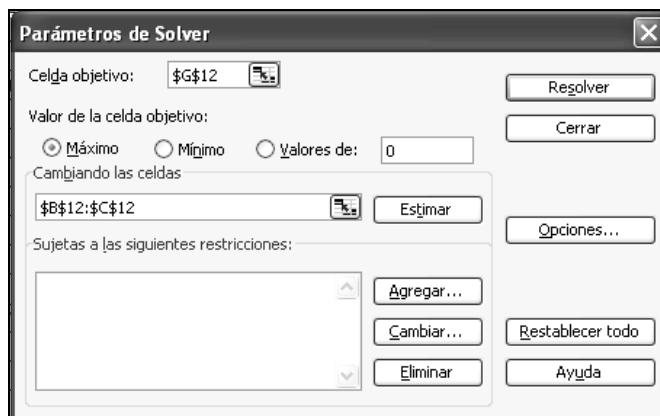 Parámetros de Solver
Celda objetivo: $G$12
Valor de la celda objetivo:
Máximo Mínimo Valores de: 0
Cambiando las celdas
$B$12:$C$12 Estimar
Sujetas a las siguientes restricciones:
Agregar...
Cambiar...
Eliminar
Resolver
Cerrar
Opciones...
Restablecer todo
Ayuda